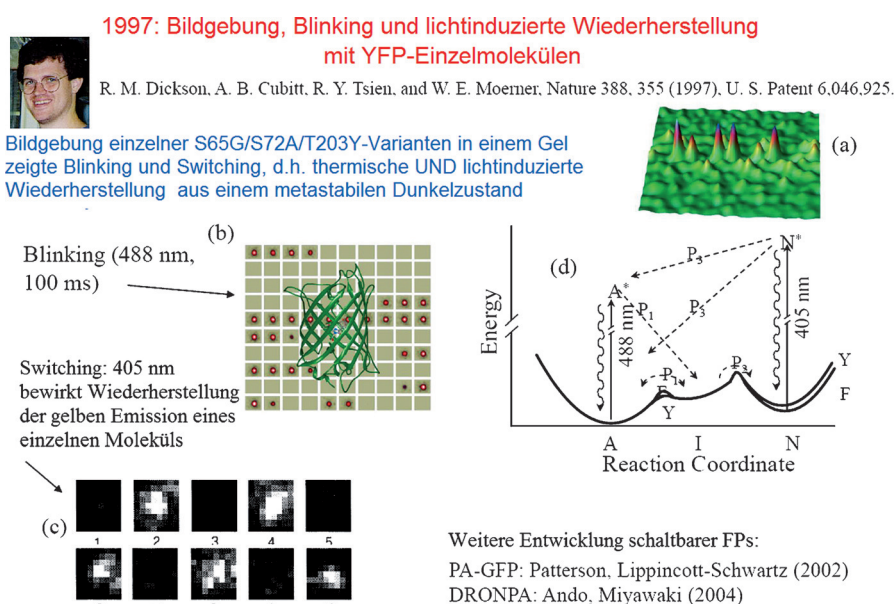 1997: Bildgebung, Blinking und lichtinduzierte Wiederherstellung
mit YFP-Einzelmolekülen
R. M. Dickson, A. B. Cubitt, R. Y. Tsien, and W. E. Moerner, Nature 388, 355 (1997), U. S. Patent 6,046,925.
Bildgebung einzelner S65G/S72A/T203Y-Varianten in einem Gel
zeigte Blinking und Switching, d.h. thermische UND lichtinduzierte
Wiederherstellung aus einem metastabilen Dunkelzustand
(a)
(b)
Blinking (488 nm,
100 ms)
Switching: 405 nm
bewirkt Wiederherstellung
der gelben Emission eines
einzelnen Moleküls
(c)
1 2 3 4 5
(d)
Energy
N*
P3
A*
P1
P3
488 nm
405 nm
P1
P3
F
Y
Y
F
A I N
Reaction Coordinate
Weitere Entwicklung schaltbarer FPs:
PA-GFP: Patterson, Lippincott-Schwartz (2002)
DRONPA: Ando, Miyawaki (2004)